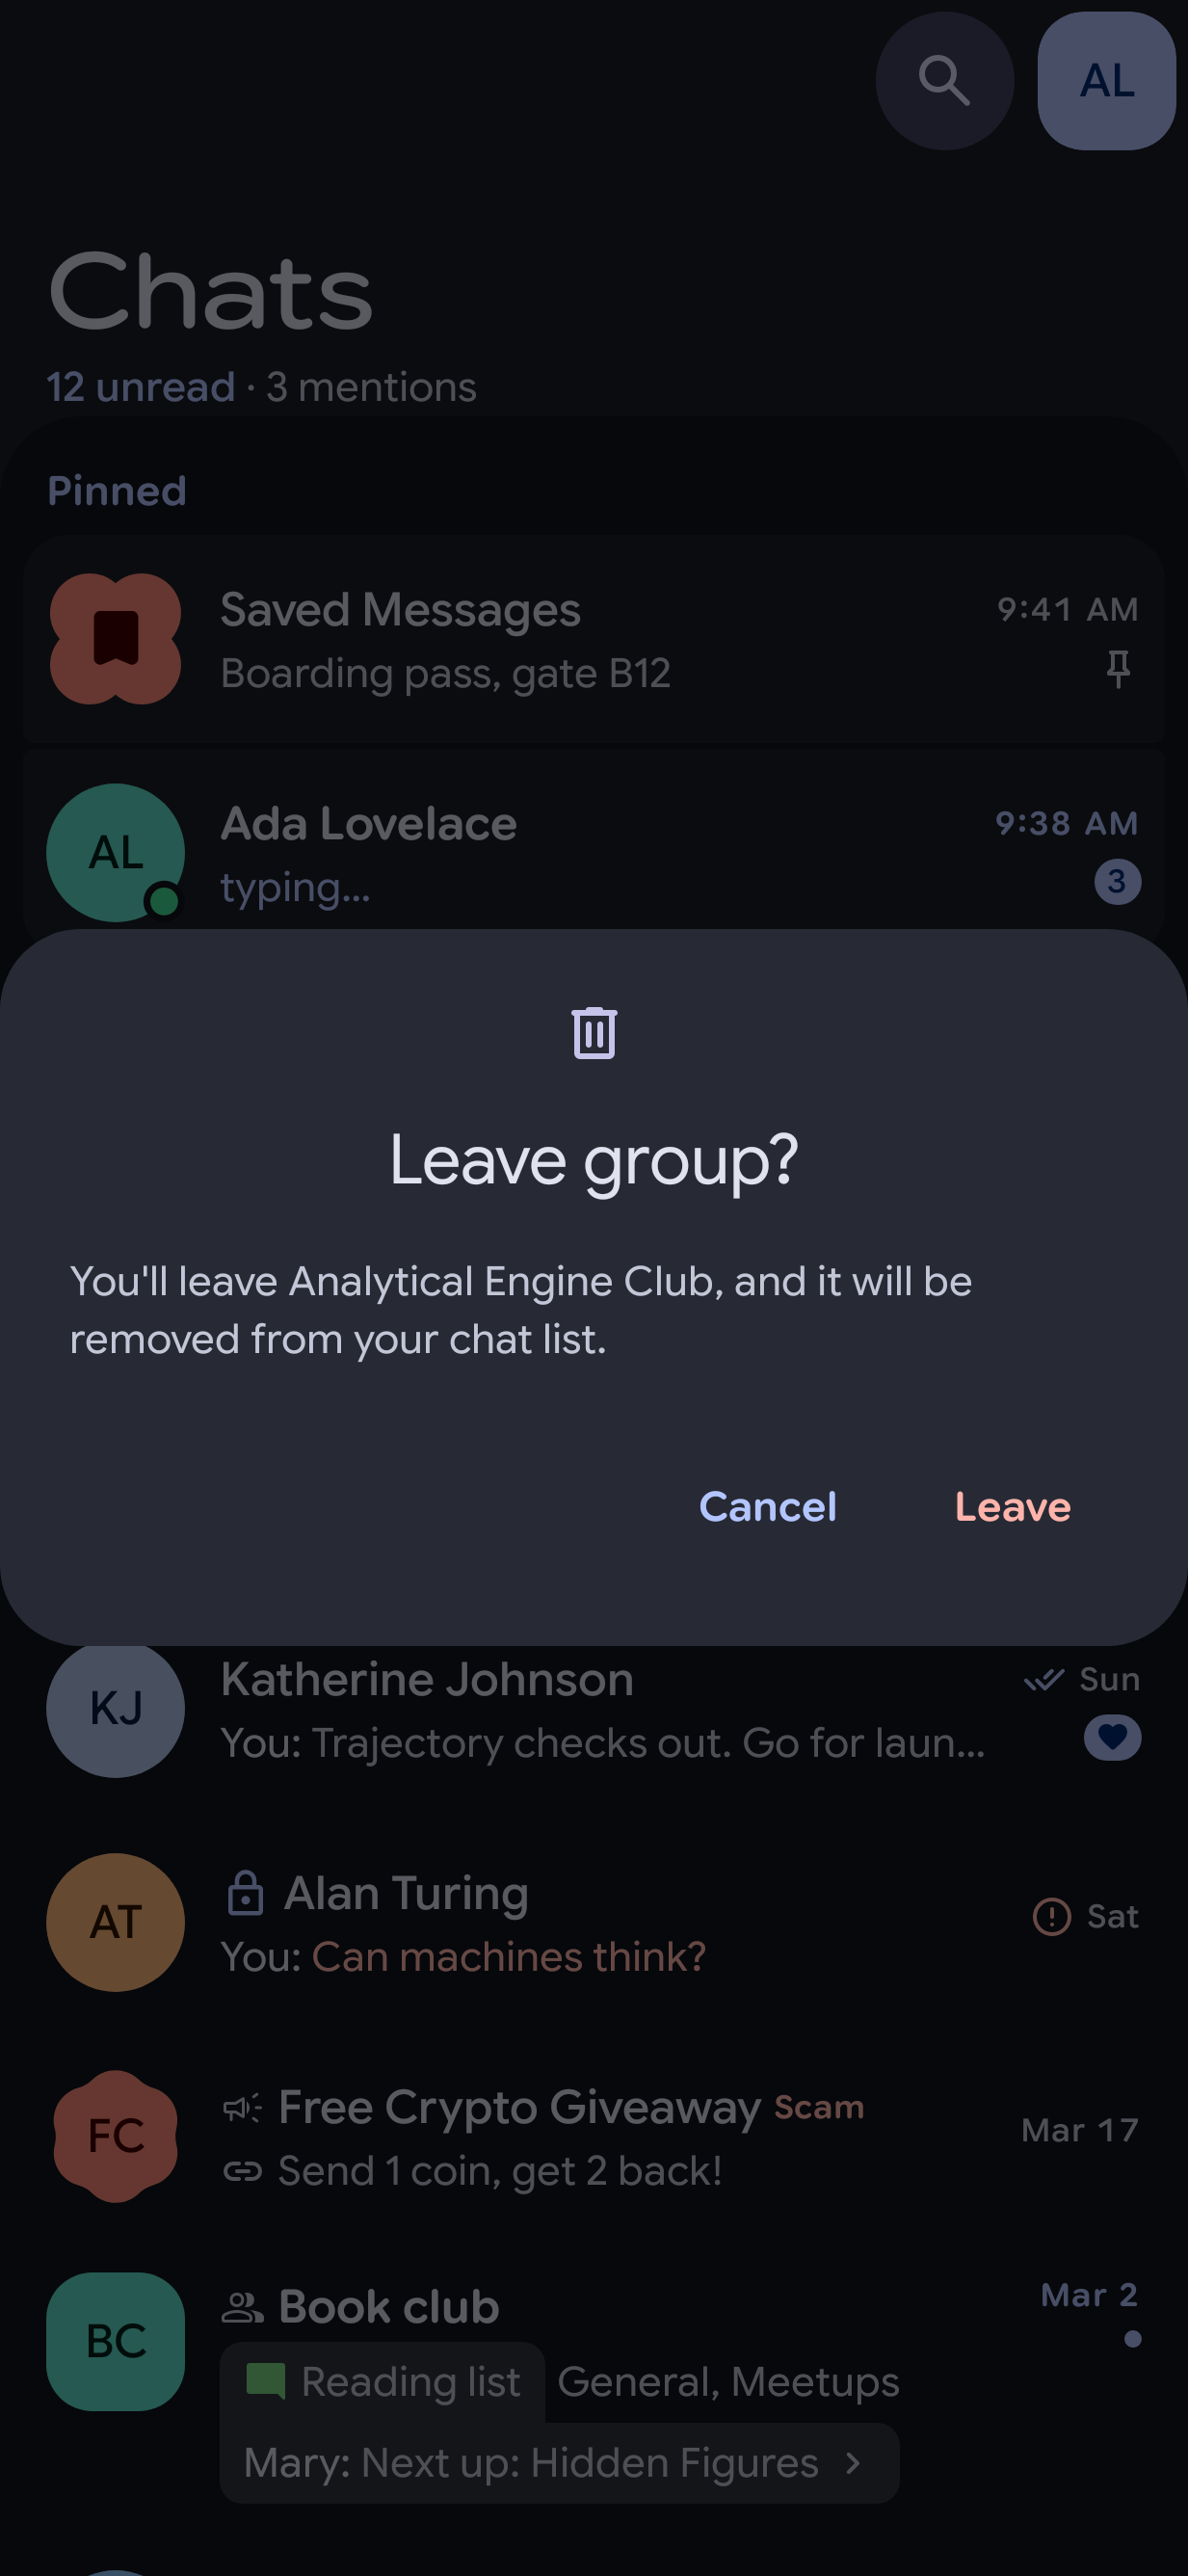 AL
Chats
12 unread · 3 mentions
Pinned
Saved Messages
9:41 AM
Boarding pass, gate B12
AL
Ada Lovelace
9:38 AM
typing...
3
Leave group?
You'll leave Analytical Engine Club, and it will be
removed from your chat list.
Cancel
Leave
KJ
Katherine Johnson
Sun
You: Trajectory checks out. Go for laun...
AT
Alan Turing
Sat
You: Can machines think?
FC
Free Crypto Giveaway Scam
Mar 17
Send 1 coin, get 2 back!
BC
Book club
Mar 2
Reading list General, Meetups
Mary: Next up: Hidden Figures